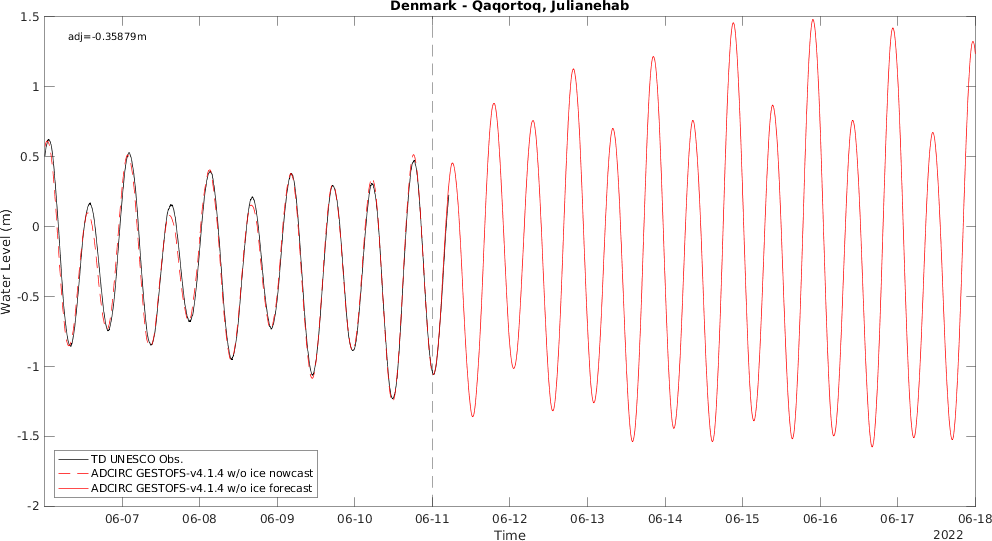 Denmark - Qaqortoq, Julianehab
adj=-0.35879m
1.5
1
0.5
0
-0.5
-1
-1.5
-2
Water Level (m)
TD UNESCO Obs.
ADCIRC GESTOFS-v4.1.4 w/o ice nowcast
ADCIRC GESTOFS-v4.1.4 w/o ice forecast
06-07 06-08 06-09 06-10 06-11 06-12 06-13 06-14 06-15 06-16 06-17 06-18
Time
2022